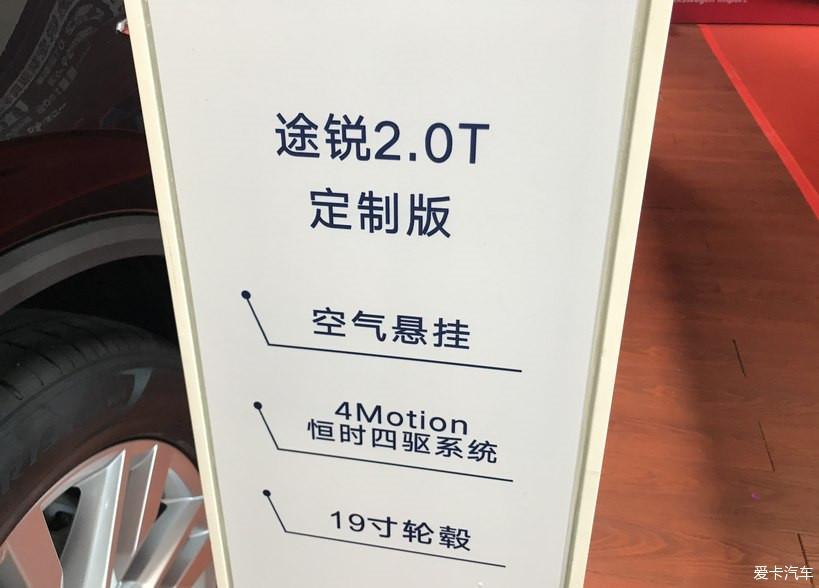 途锐2.0T
定制版
空气悬挂
4Motion
恒时四驱系统
19寸轮毂
爱卡汽车